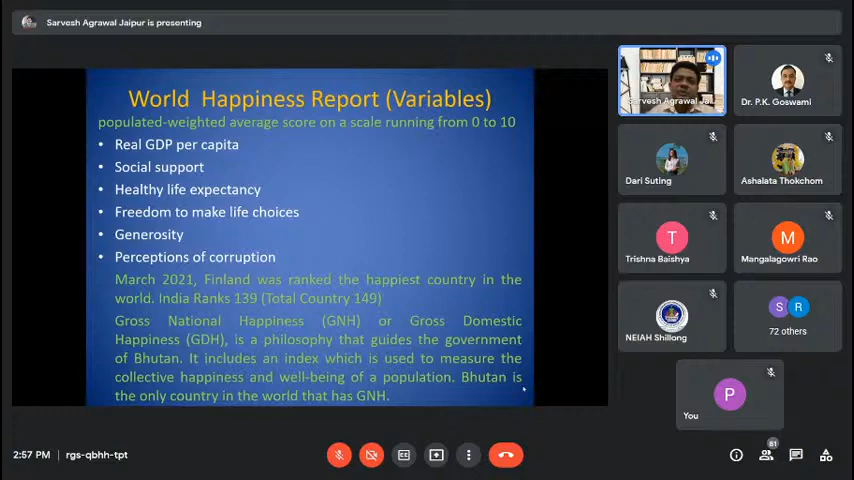 Sarvesh Agrawal Jaipur is presenting
World Happiness Report (Variables)
populated-weighted average score on a scale running from 0 to 10
• Real GDP per capita
• Social support
• Healthy life expectancy
• Freedom to make life choices
• Generosity
• Perceptions of corruption
March 2021, Finland was ranked the happiest country in the
world. India Ranks 139 (Total Country 149)
Gross National Happiness (GNH) or Gross Domestic
Happiness (GDH), is a philosophy that guides the government
of Bhutan. It includes an index which is used to measure the
collective happiness and well-being of a population. Bhutan is
the only country in the world that has GNH.
Sarvesh Agrawal Jai...
Dr. P.K. Goswami
Dari Suting
Ashalata Thokchom
T
Trishna Baishya
M
Mangalagowri Rao
NEIAH Shillong
S R
72 others
P
You
2:57 PM | rgs-qbhh-tpt
81